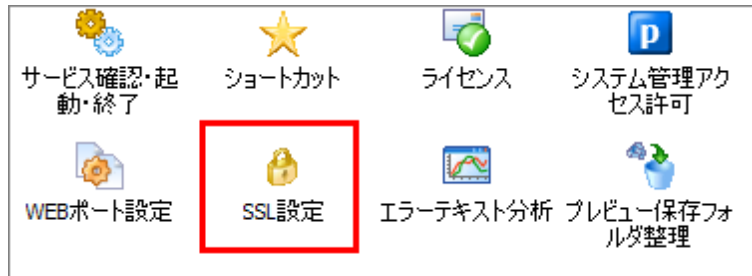 サービス確認・起
動・終了
ショートカット
ライセンス
システム管理アク
セス許可
WEBポート設定
SSL設定
エラーテキスト分析
プレビュー保存フォ
ルダ整理